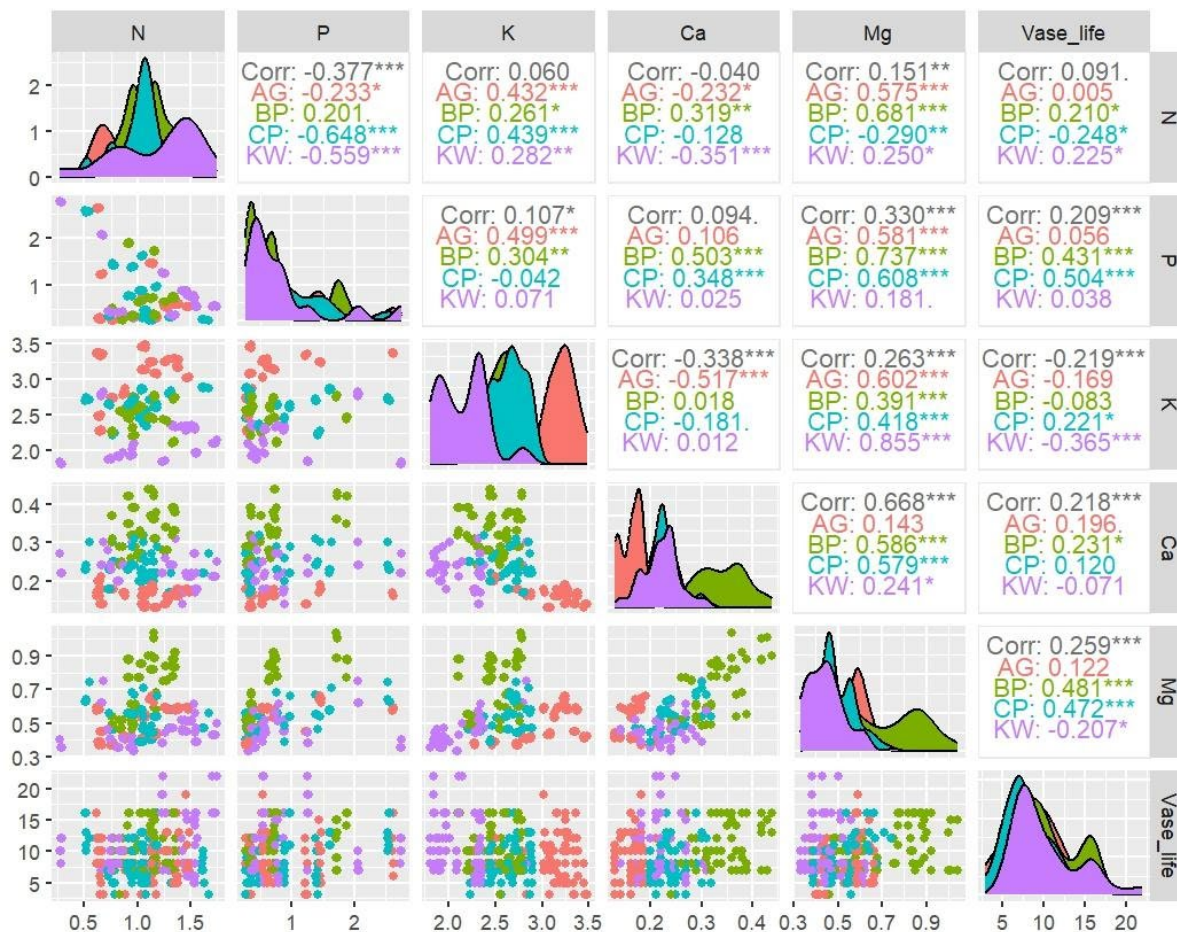 N P K Ca Mg Vase_life
2
1
0
Corr: -0.377***
AG: -0.233*
BP: 0.201.
CP: -0.648***
KW: -0.559***
Corr: 0.060
AG: 0.432***
BP: 0.261*
CP: 0.439***
KW: 0.282**
Corr: -0.040
AG: -0.232*
BP: 0.319**
CP: -0.128
KW: -0.351***
Corr: 0.151**
AG: 0.575***
BP: 0.681***
CP: -0.290**
KW: 0.250*
Corr: 0.091.
AG: 0.005
BP: 0.210*
CP: -0.248*
KW: 0.225*
N
2
1
Corr: 0.107*
AG: 0.499***
BP: 0.304**
CP: -0.042
KW: 0.071
Corr: 0.094.
AG: 0.106
BP: 0.503***
CP: 0.348***
KW: 0.025
Corr: 0.330***
AG: 0.581***
BP: 0.737***
CP: 0.608***
KW: 0.181.
Corr: 0.209***
AG: 0.056
BP: 0.431***
CP: 0.504***
KW: 0.038
P
3.5
3.0
2.5
2.0
Corr: -0.338***
AG: -0.517***
BP: 0.018
CP: -0.181.
KW: 0.012
Corr: 0.263***
AG: 0.602***
BP: 0.391***
CP: 0.418***
KW: 0.855***
Corr: -0.219***
AG: -0.169
BP: -0.083
CP: 0.221*
KW: -0.365***
K
0.4
0.3
0.2
Corr: 0.668***
AG: 0.143
BP: 0.586***
CP: 0.579***
KW: 0.241*
Corr: 0.218***
AG: 0.196.
BP: 0.231*
CP: 0.120
KW: -0.071
Ca
0.9
0.7
0.5
0.3
Corr: 0.259***
AG: 0.122
BP: 0.481***
CP: 0.472***
KW: -0.207*
Mg
20
15
10
5
Vase_life
0.5 1.0 1.5 1 2 2.0 2.5 3.0 3.5 0.2 0.3 0.4 0.3 0.5 0.7 0.9 5 10 15 20